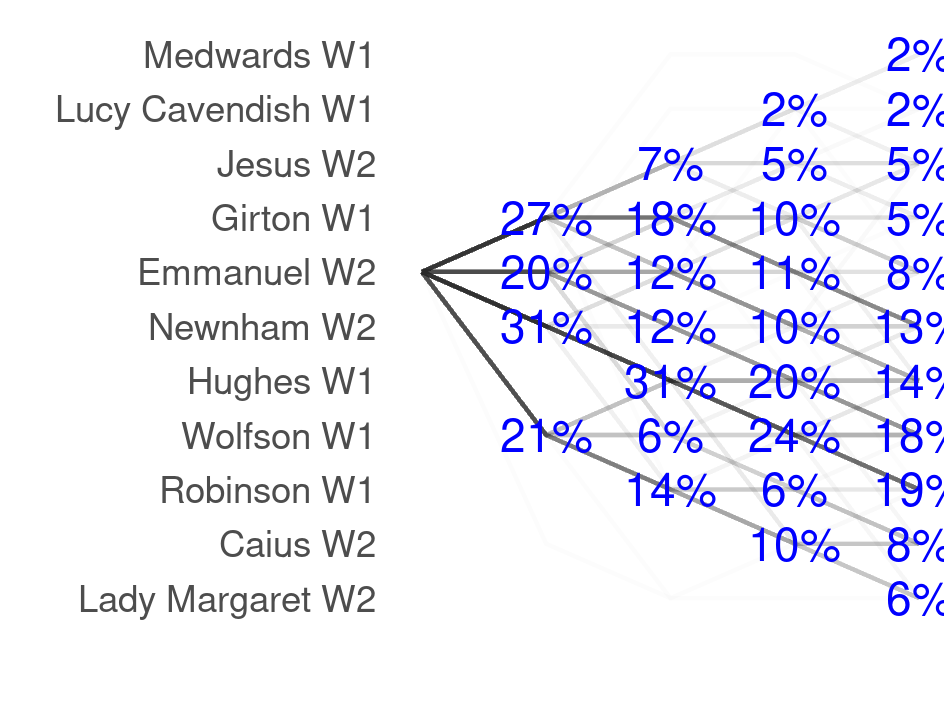 Medwards W1 2%
Lucy Cavendish W1 2% 2%
Jesus W2 7% 5% 5%
Girton W1 27% 18% 10% 5%
Emmanuel W2 20% 12% 11% 8%
Newnham W2 31% 12% 10% 13%
Hughes W1 31% 20% 14%
Wolfson W1 21% 6% 24% 18%
Robinson W1 14% 6% 19%
Caius W2 10% 8%
Lady Margaret W2 6%